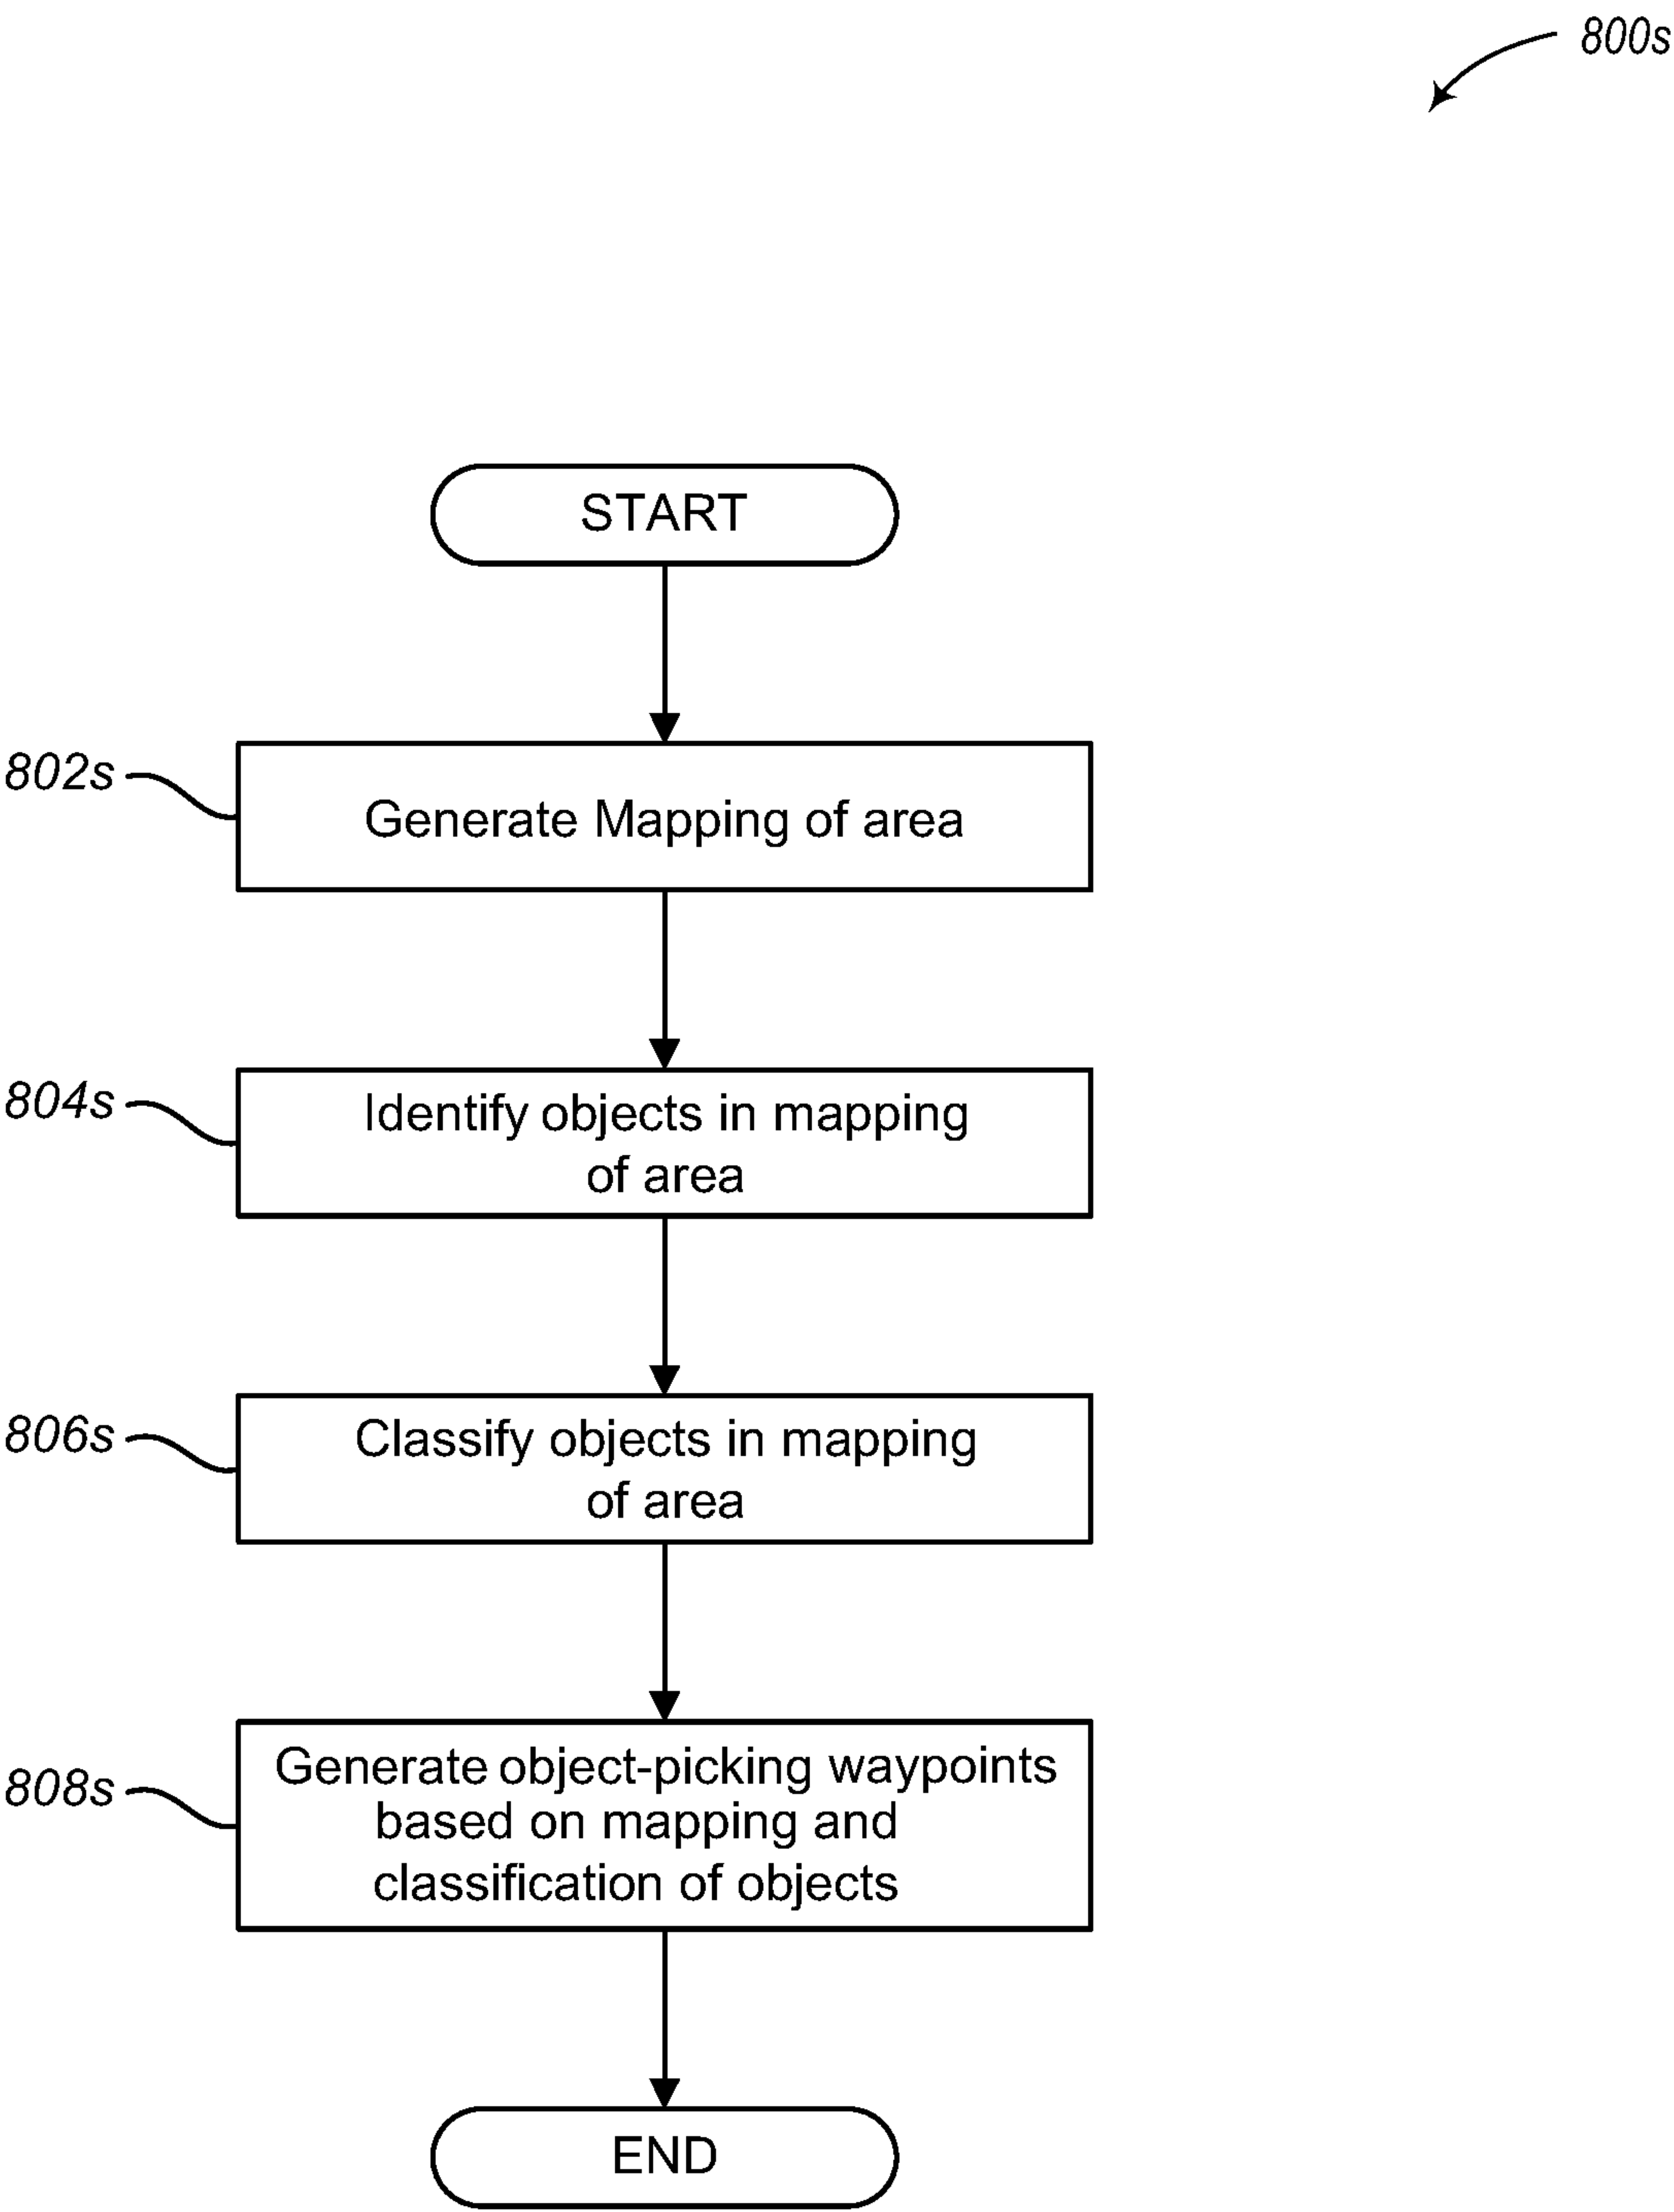 800s
START
802s
Generate Mapping of area
804s
Identify objects in mapping
of area
806s
Classify objects in mapping
of area
808s
Generate object-picking waypoints
based on mapping and
classification of objects
END